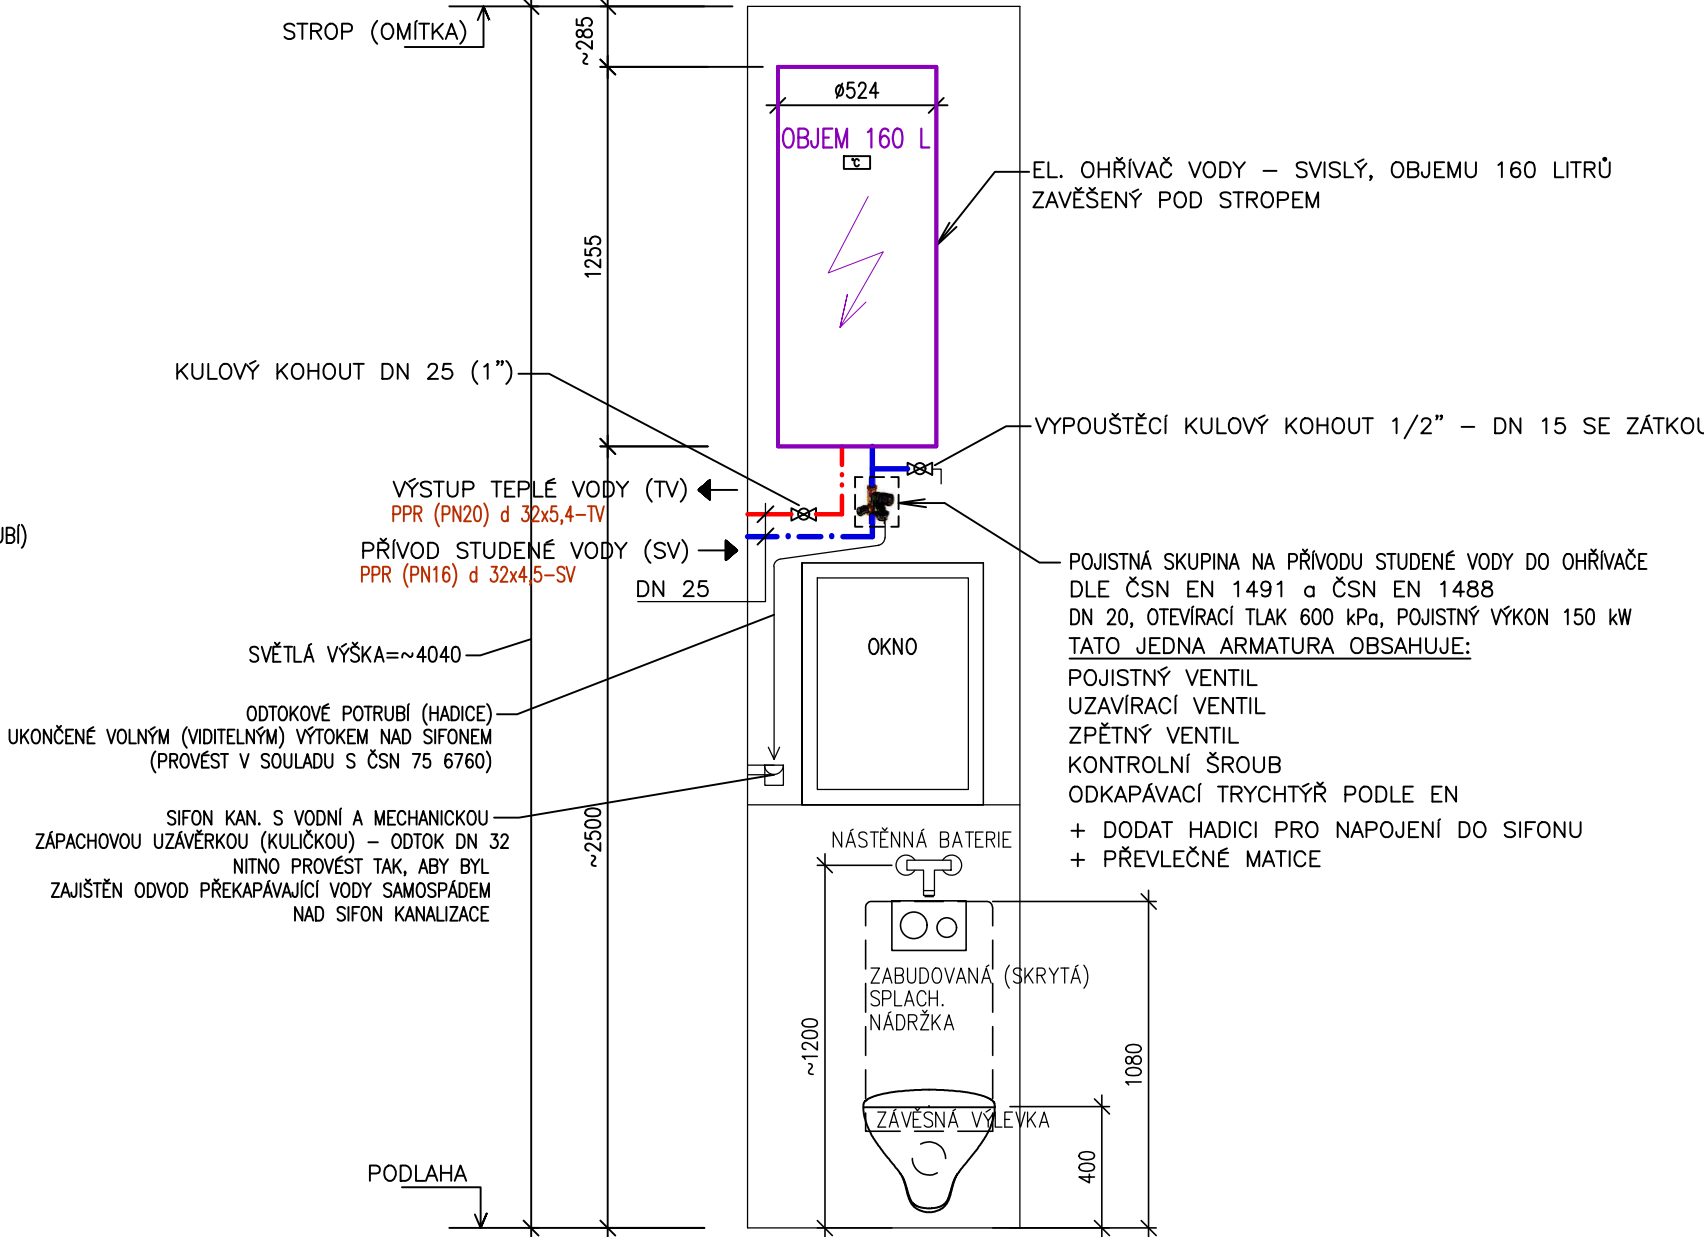 STROP (OMÍTKA)
~285
ø524
OBJEM 160 L
°C
EL. OHŘÍVAČ VODY – SVISLÝ, OBJEMU 160 LITRŮ
ZAVĚŠENÝ POD STROPEM
1255
KULOVÝ KOHOUT DN 25 (1")
VYPOUŠTĚCÍ KULOVÝ KOHOUT 1/2" – DN 15 SE ZÁTKOU
VÝSTUP TEPLÉ VODY (TV)
PPR (PN20) d 32x5,4–TV
UBÍ)
PŘÍVOD STUDENÉ VODY (SV)
PPR (PN16) d 32x4,5–SV
DN 25
POJISTNÁ SKUPINA NA PŘÍVODU STUDENÉ VODY DO OHŘÍVAČE
DLE ČSN EN 1491 a ČSN EN 1488
DN 20, OTEVÍRACÍ TLAK 600 kPa, POJISTNÝ VÝKON 150 kW
TATO JEDNA ARMATURA OBSAHUJE:
POJISTNÝ VENTIL
UZAVÍRACÍ VENTIL
ZPĚTNÝ VENTIL
KONTROLNÍ ŠROUB
ODKAPÁVACÍ TRYCHTÝŘ PODLE EN
+ DODAT HADICI PRO NAPOJENÍ DO SIFONU
+ PŘEVLEČNÉ MATICE
OKNO
SVĚTLÁ VÝŠKA=~4040
ODTOKOVÉ POTRUBÍ (HADICE)
UKONČENÉ VOLNÝM (VIDITELNÝM) VÝTOKEM NAD SIFONEM
(PROVÉST V SOULADU S ČSN 75 6760)
SIFON KAN. S VODNÍ A MECHANICKOU
ZÁPACHOVOU UZÁVĚRKOU (KULIČKOU) – ODTOK DN 32
NITNO PROVÉST TAK, ABY BYL
ZAJIŠTĚN ODVOD PŘEKAPÁVAJÍCÍ VODY SAMOSPÁDEM
NAD SIFON KANALIZACE
~2500
NÁSTĚNNÁ BATERIE
ZABUDOVANÁ (SKRYTÁ)
SPLACH.
NÁDRŽKA
~1200
1080
ZÁVĚSNÁ VÝLEVKA
400
PODLAHA